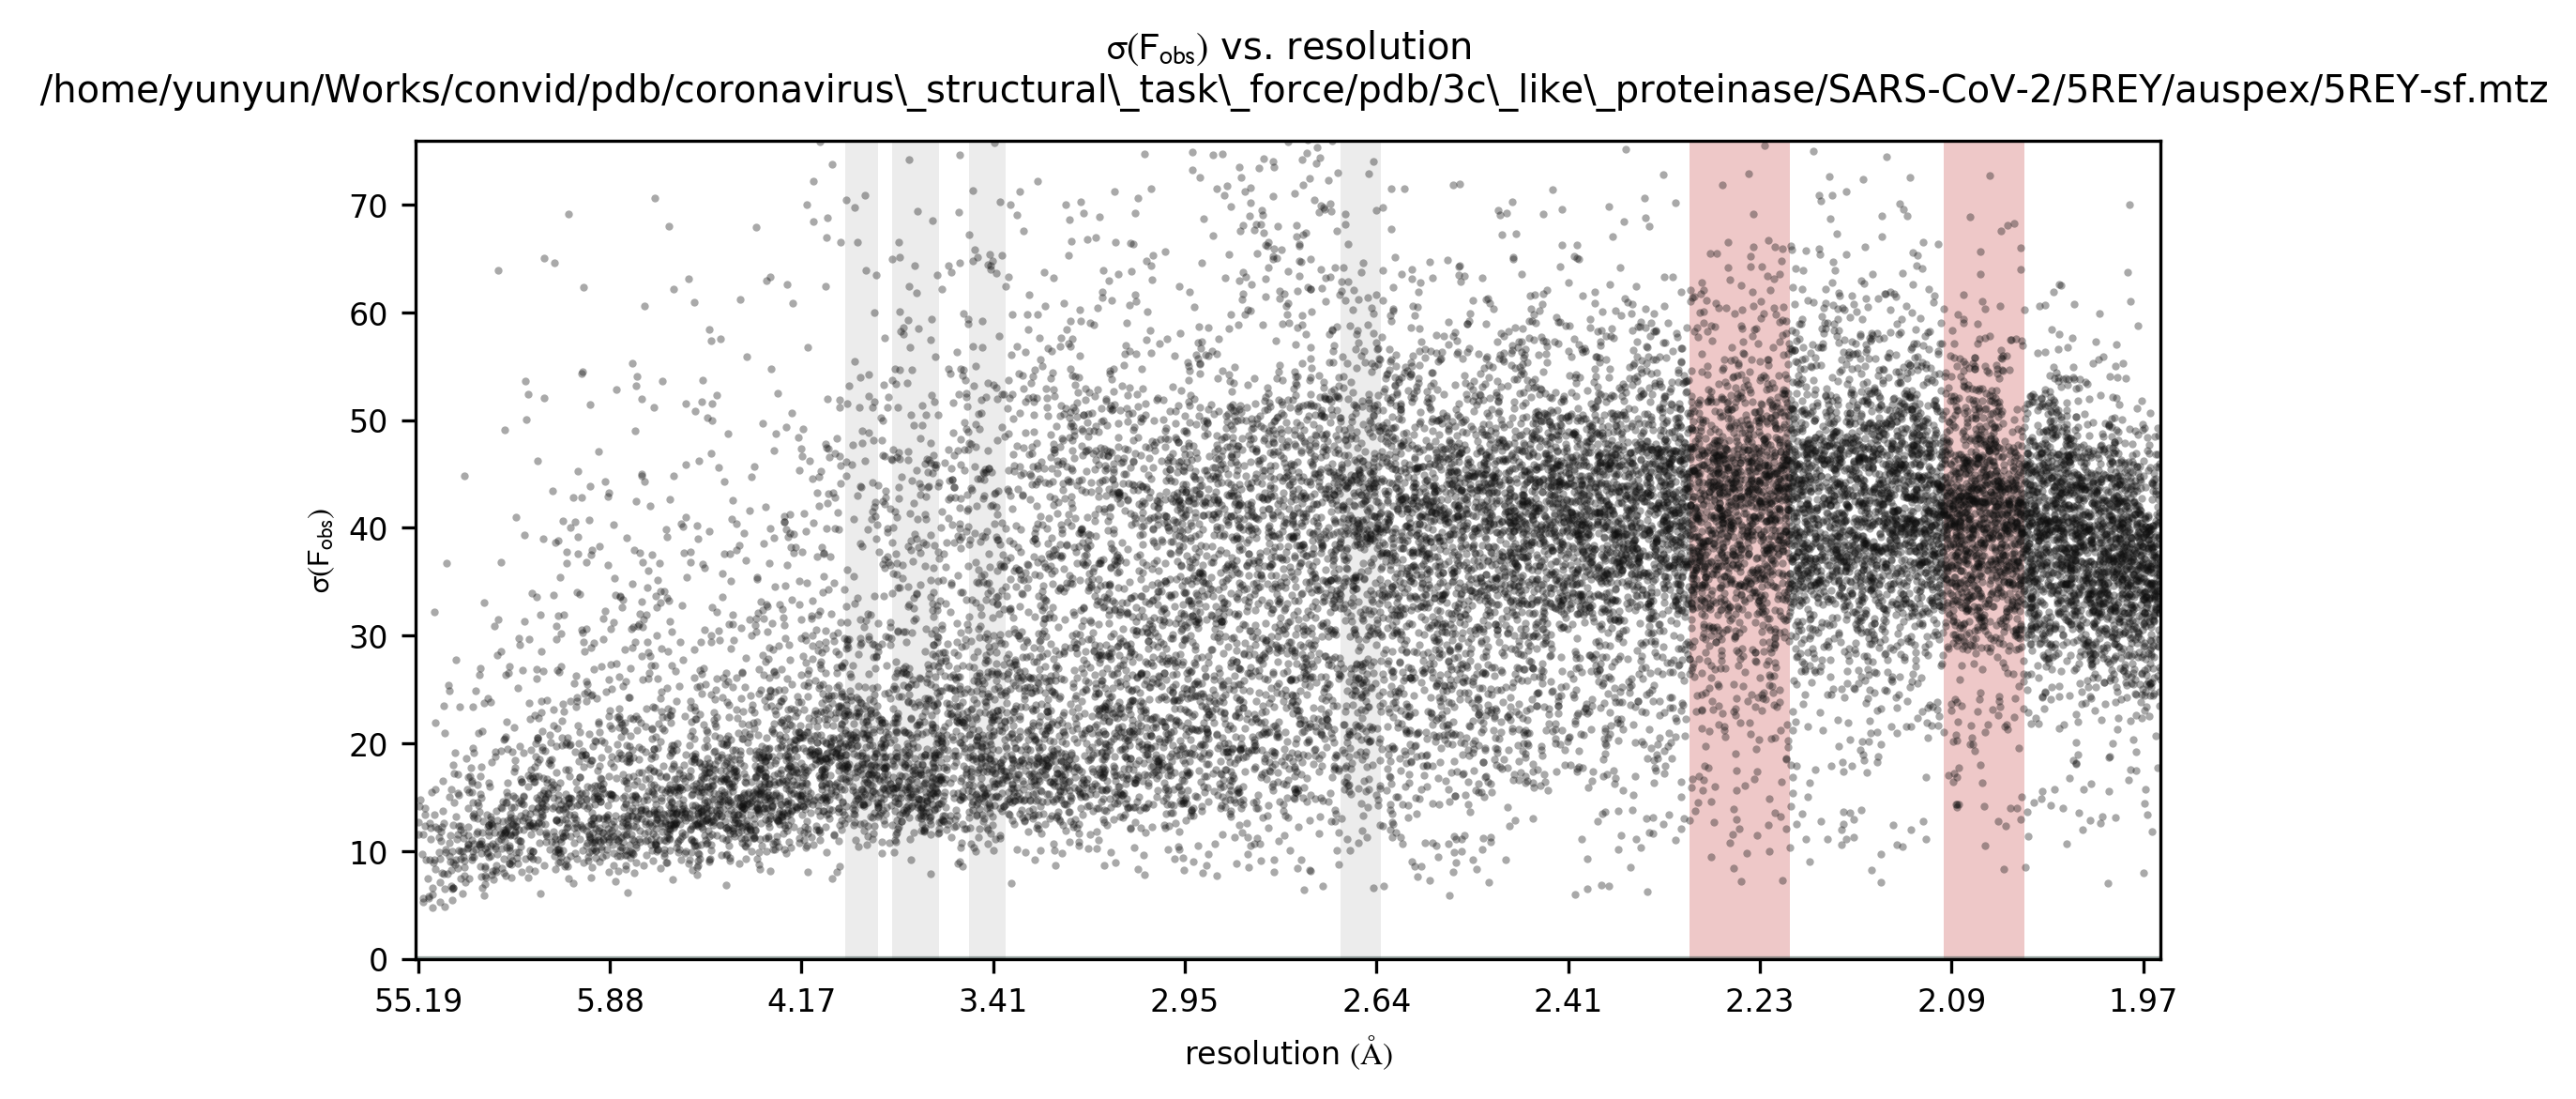 σ(Fobs) vs. resolution
/home/yunyun/Works/convid/pdb/coronavirus\_structural\_task\_force/pdb/3c\_like\_proteinase/SARS-CoV-2/5REY/auspex/5REY-sf.mtz
σ(Fobs)
70
60
50
40
30
20
10
0
55.19 5.88 4.17 3.41 2.95 2.64 2.41 2.23 2.09 1.97
resolution (Å)